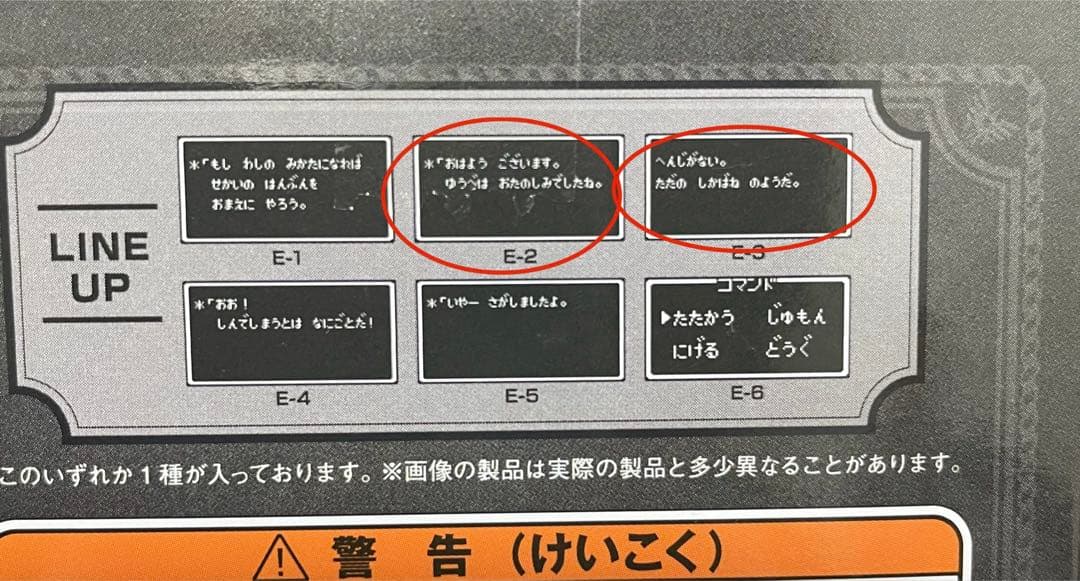 LINE
UP
＊「もし わしの みかたになれば
せかいの はんぶんを
おまえに やろう。
E-1
＊「おはよう ございます。
ゆうべは おたのしみでしたね。
E-2
へんじがない。
ただの しかばね のようだ。
E-3
＊「おお！
しんでしまうとは なにごとだ！
E-4
＊「いやー さがしましたよ。
E-5
コマンド
▶たたかう じゅもん
にげる どうぐ
E-6
このいずれか1種が入っております。※画像の製品は実際の製品と多少異なることがあります。
⚠ 警告（けいこく）